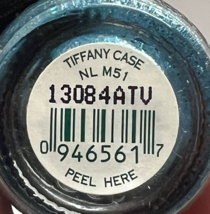 TIFFANY CASE
NL M51
13084ATV
0 946561 7
PEEL HERE